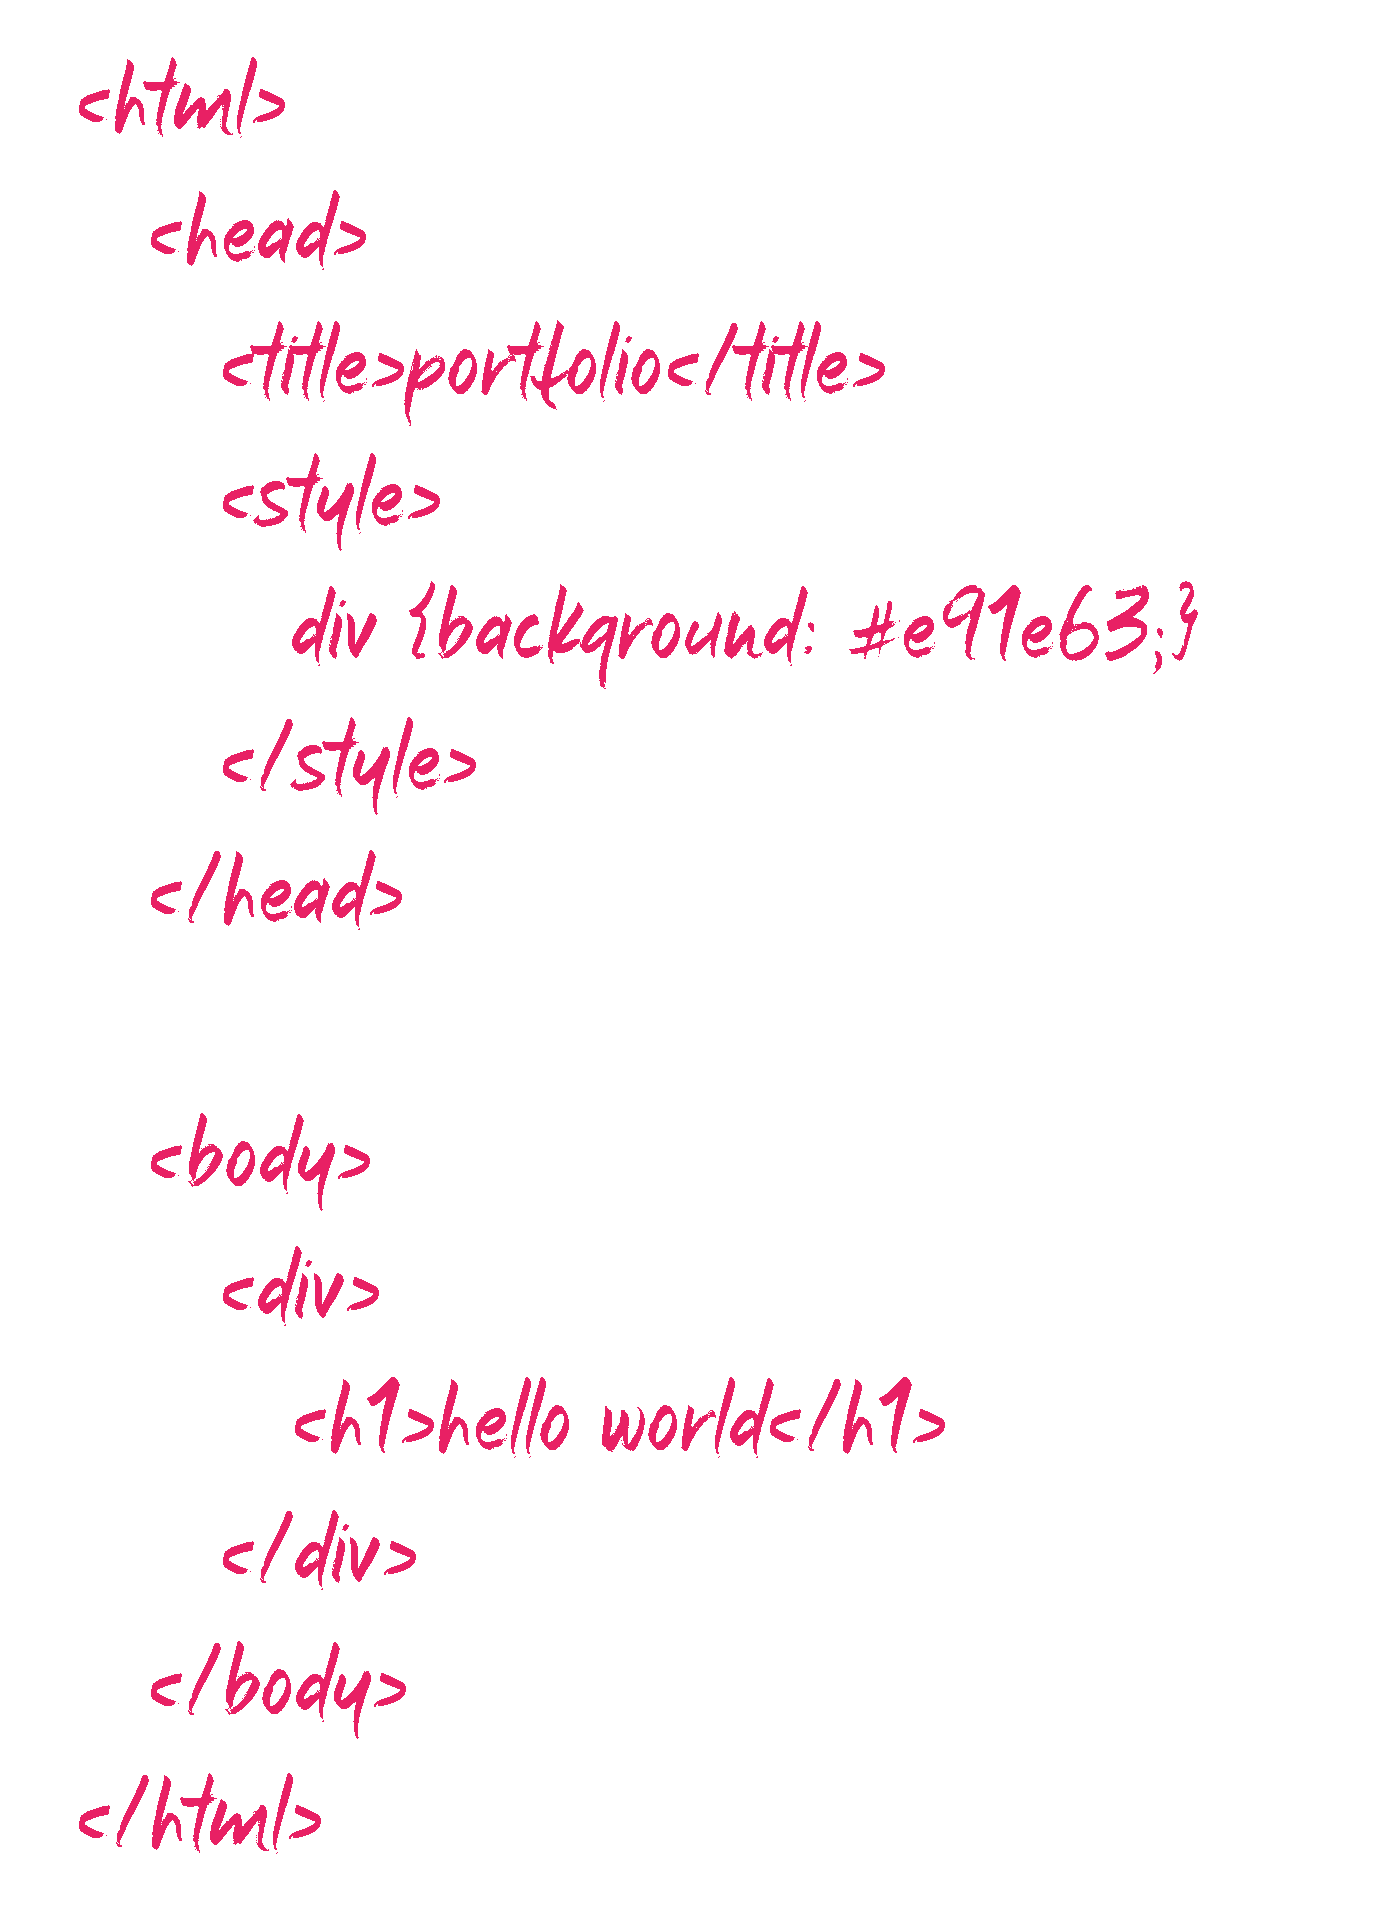 <html>
<head>
<title>portfolio</title>
<style>
div {background: #e91e63;}
</style>
</head>
<body>
<div>
<h1>hello world</h1>
</div>
</body>
</html>